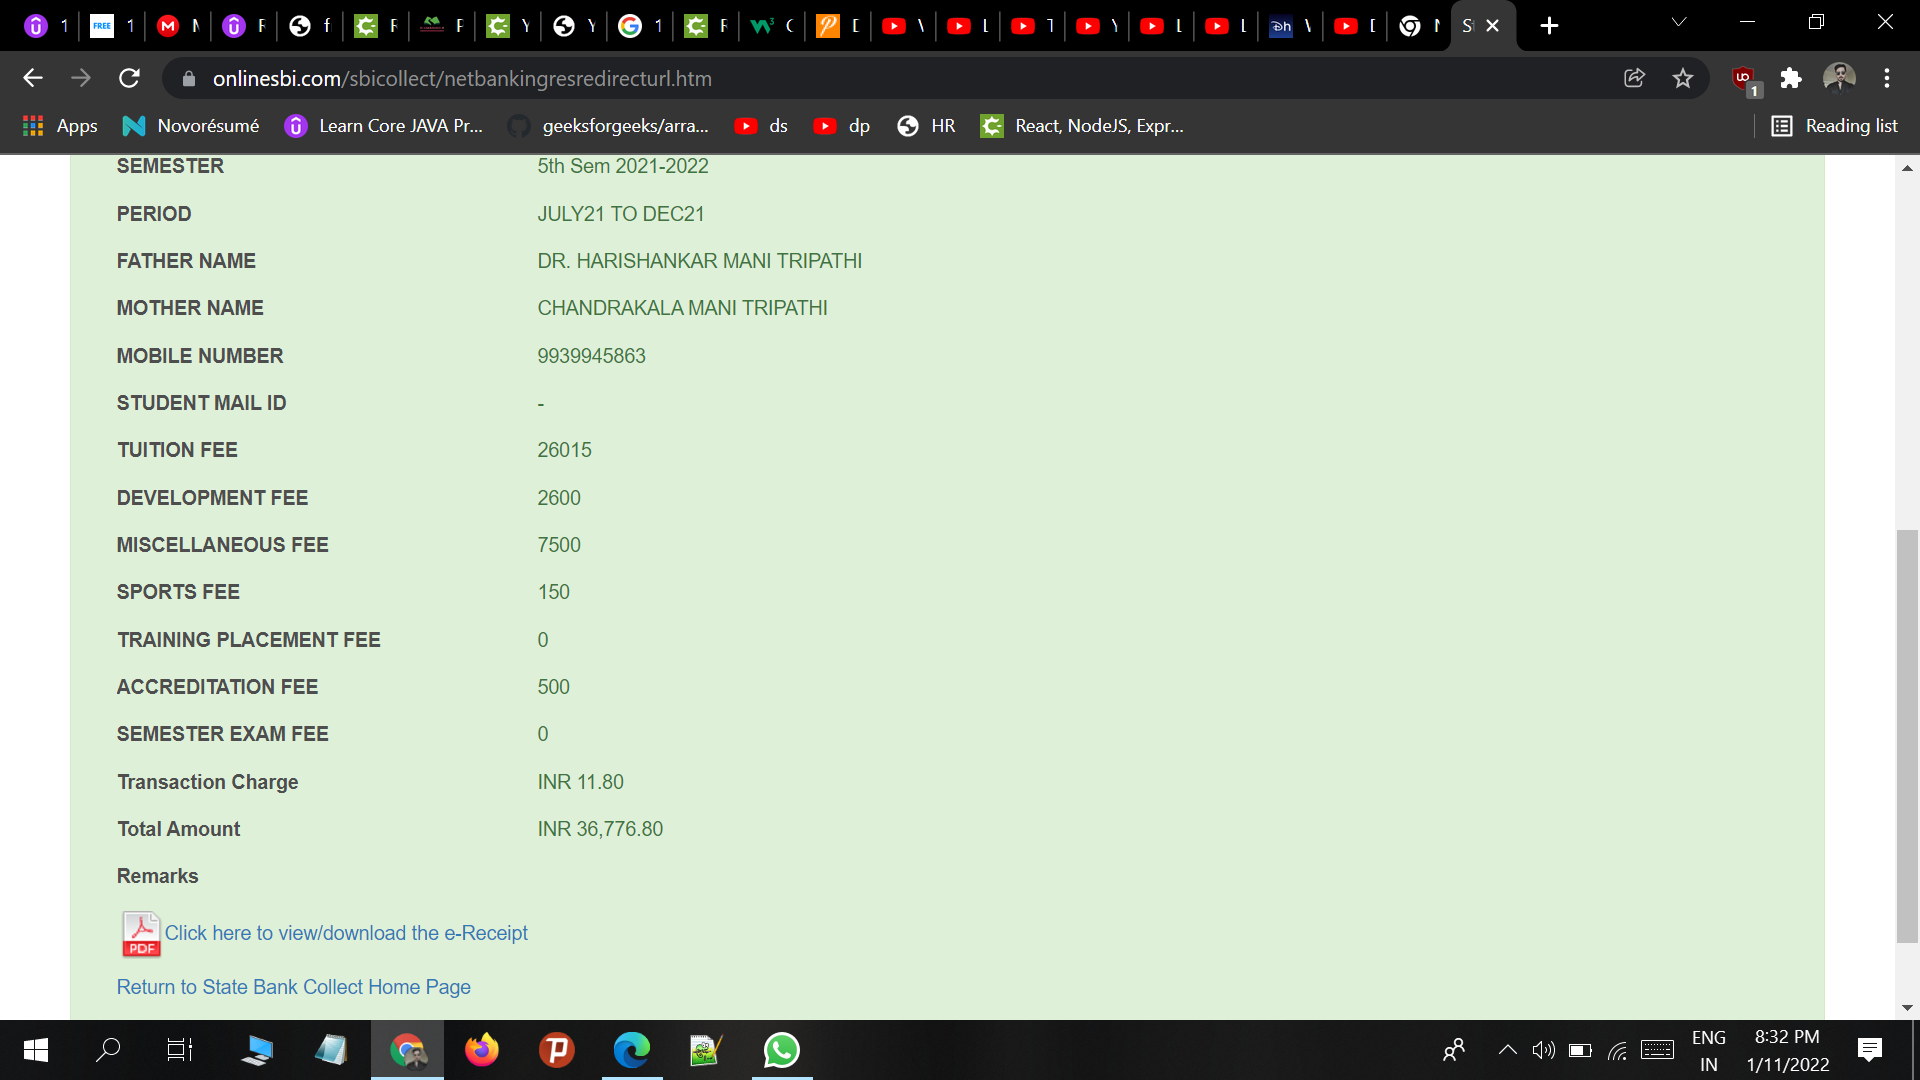 FREE
onlinesbi.com/sbicollect/netbankingresredirecturl.htm
1
Apps
Novorésumé
Learn Core JAVA Pr...
geeksforgeeks/arra...
ds
dp
HR
React, NodeJS, Expr...
Reading list
SEMESTER 5th Sem 2021-2022
PERIOD JULY21 TO DEC21
FATHER NAME DR. HARISHANKAR MANI TRIPATHI
MOTHER NAME CHANDRAKALA MANI TRIPATHI
MOBILE NUMBER 9939945863
STUDENT MAIL ID -
TUITION FEE 26015
DEVELOPMENT FEE 2600
MISCELLANEOUS FEE 7500
SPORTS FEE 150
TRAINING PLACEMENT FEE 0
ACCREDITATION FEE 500
SEMESTER EXAM FEE 0
Transaction Charge INR 11.80
Total Amount INR 36,776.80
Remarks
PDF Click here to view/download the e-Receipt
Return to State Bank Collect Home Page
ENG
IN
8:32 PM
1/11/2022